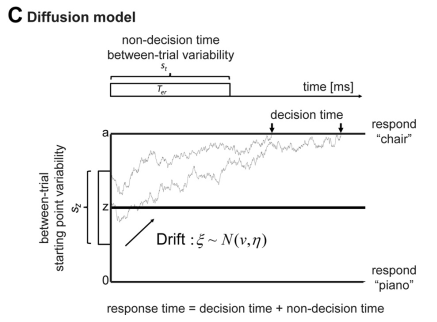 C Diffusion model
non-decision time
between-trial variability
s_t
T_er
time [ms]
decision time
a
respond
"chair"
between-trial
starting point variability
s_z
z
Drift : ξ ~ N(ν,η)
0
respond
"piano"
response time = decision time + non-decision time